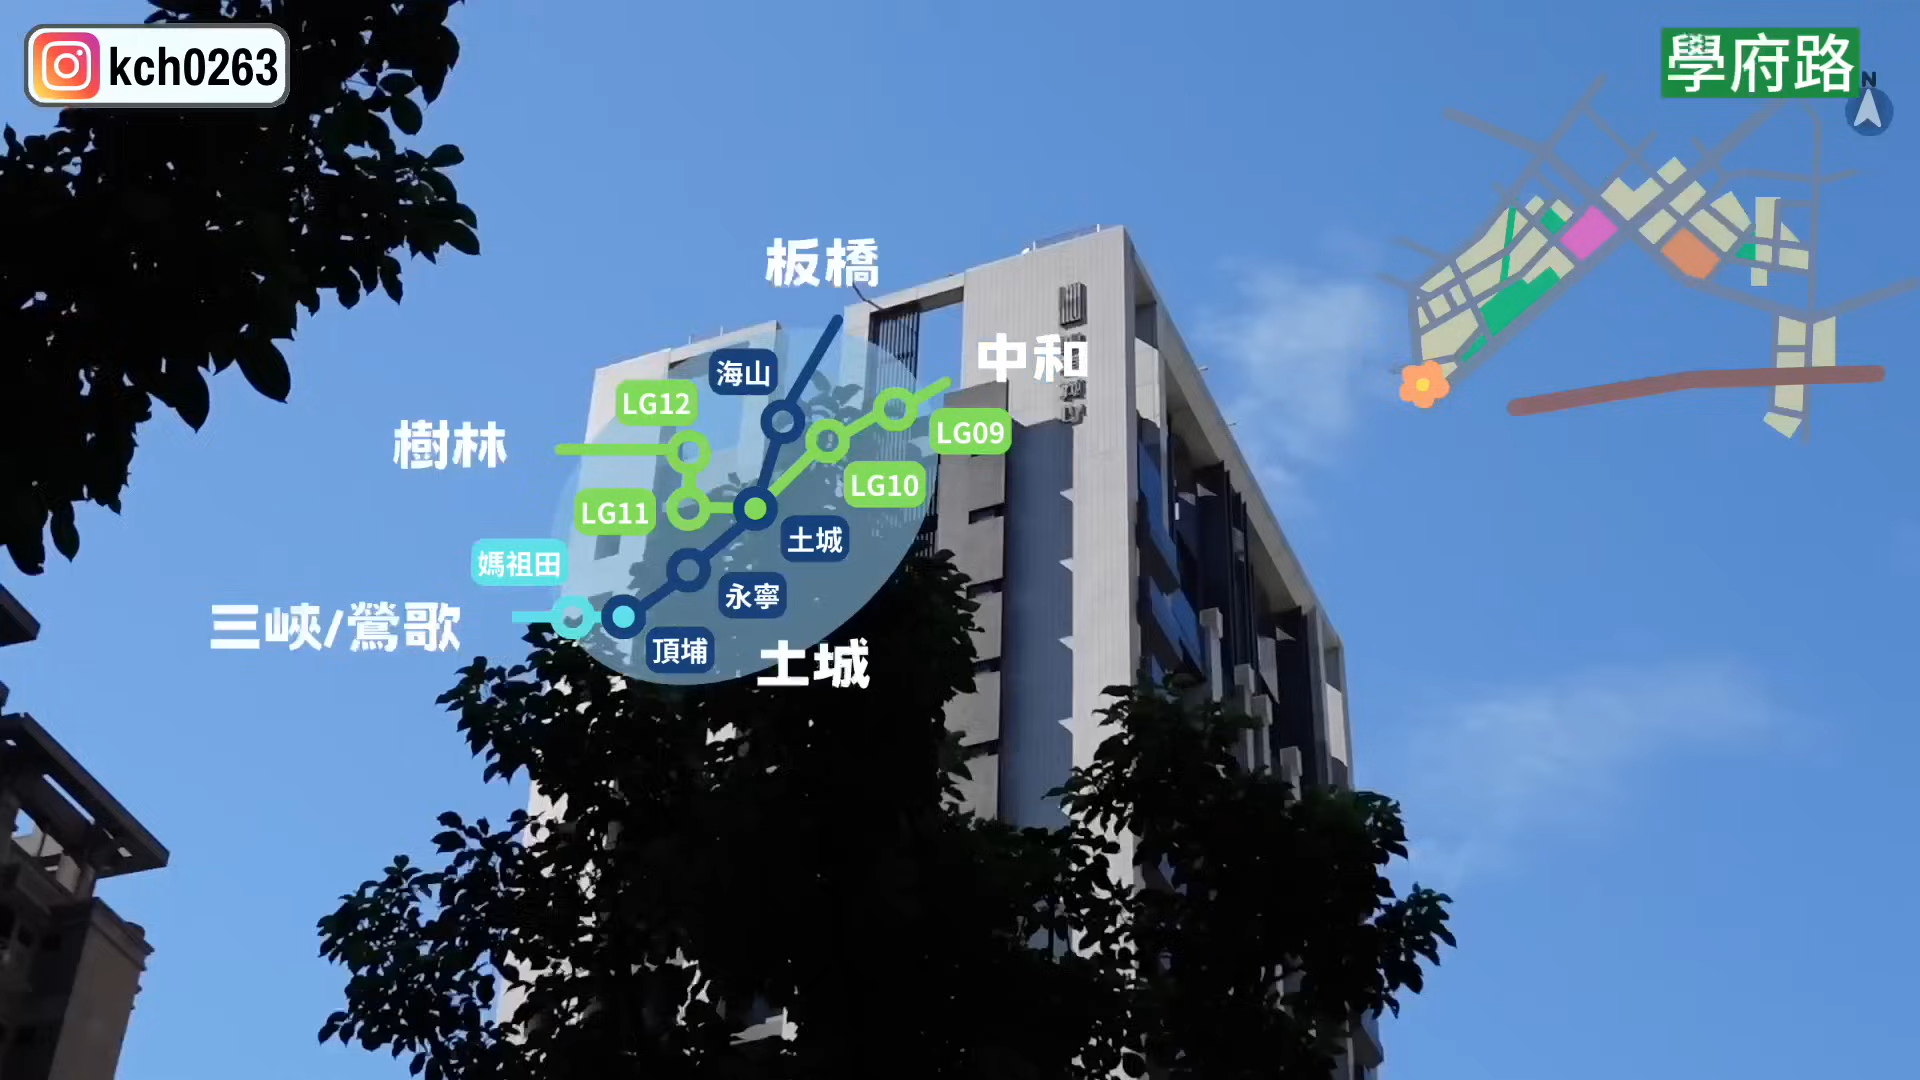 kch0263
學府路
N
板橋
中和
海山
LG12
LG09
樹林
LG10
LG11
土城
媽祖田
永寧
三峽/鶯歌
頂埔
土城